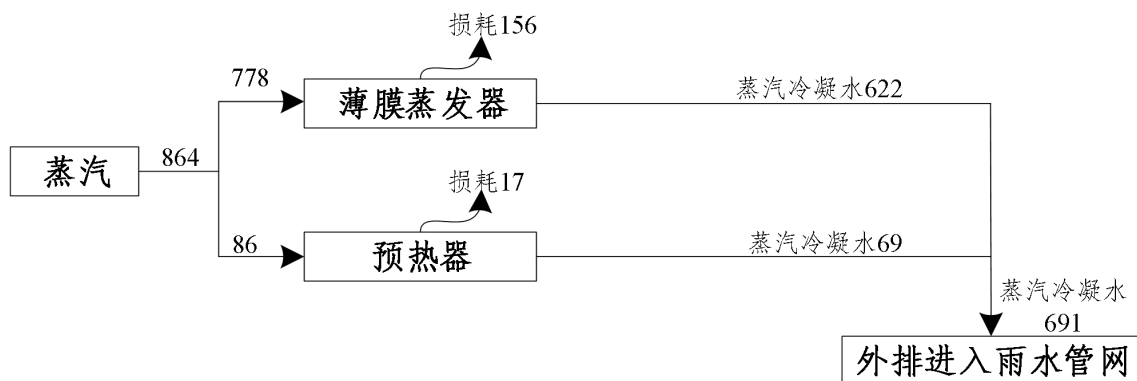 损耗156
778
薄膜蒸发器
蒸汽冷凝水622
蒸汽
864
损耗17
86
预热器
蒸汽冷凝水69
蒸汽冷凝水
691
外排进入雨水管网